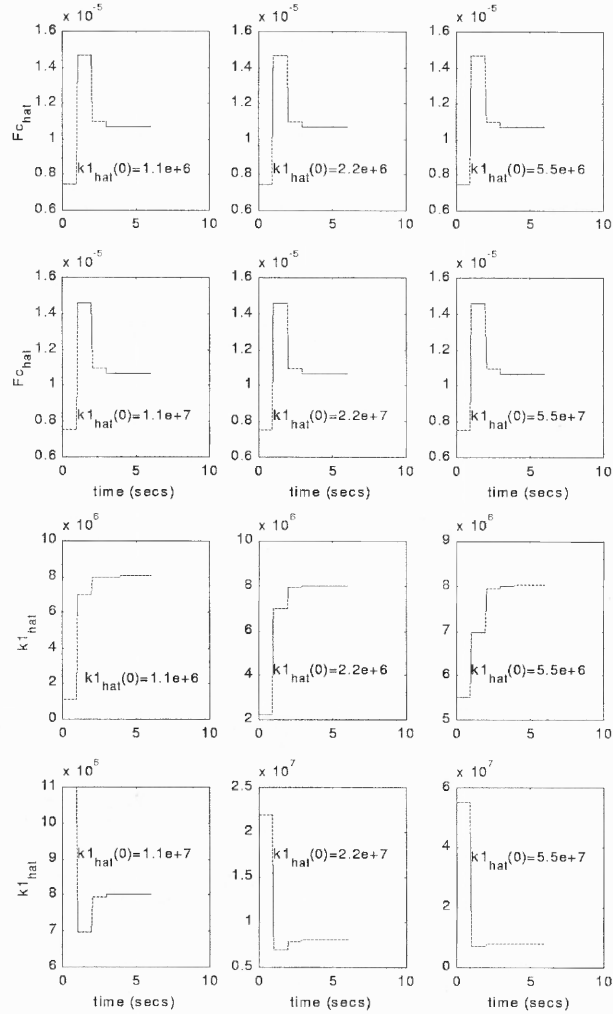 x 10^-5 x 10^-5 x 10^-5
1.6 1.6 1.6
1.4 1.4 1.4
1.2 1.2 1.2
1 1 1
0.8 0.8 0.8
0.6 0.6 0.6
Fc_hat
k1_hat(0)=1.1e+6 k1_hat(0)=2.2e+6 k1_hat(0)=5.5e+6
0 5 10 0 5 10 0 5 10
x 10^-5 x 10^-5 x 10^-5
1.6 1.6 1.6
1.4 1.4 1.4
1.2 1.2 1.2
1 1 1
0.8 0.8 0.8
0.6 0.6 0.6
Fc_hat
k1_hat(0)=1.1e+7 k1_hat(0)=2.2e+7 k1_hat(0)=5.5e+7
0 5 10 0 5 10 0 5 10
time (secs) time (secs) time (secs)
x 10^6 x 10^6 x 10^6
10 10 9
8 8 8
6 6 7
4 4 6
2 2 5
0
k1_hat
k1_hat(0)=1.1e+6 k1_hat(0)=2.2e+6 k1_hat(0)=5.5e+6
0 5 10 0 5 10 0 5 10
x 10^6 x 10^7 x 10^7
11 2.5 6
10 2 4
9 1.5 2
8 1 0
7 0.5
6
k1_hat
k1_hat(0)=1.1e+7 k1_hat(0)=2.2e+7 k1_hat(0)=5.5e+7
0 5 10 0 5 10 0 5 10
time (secs) time (secs) time (secs)